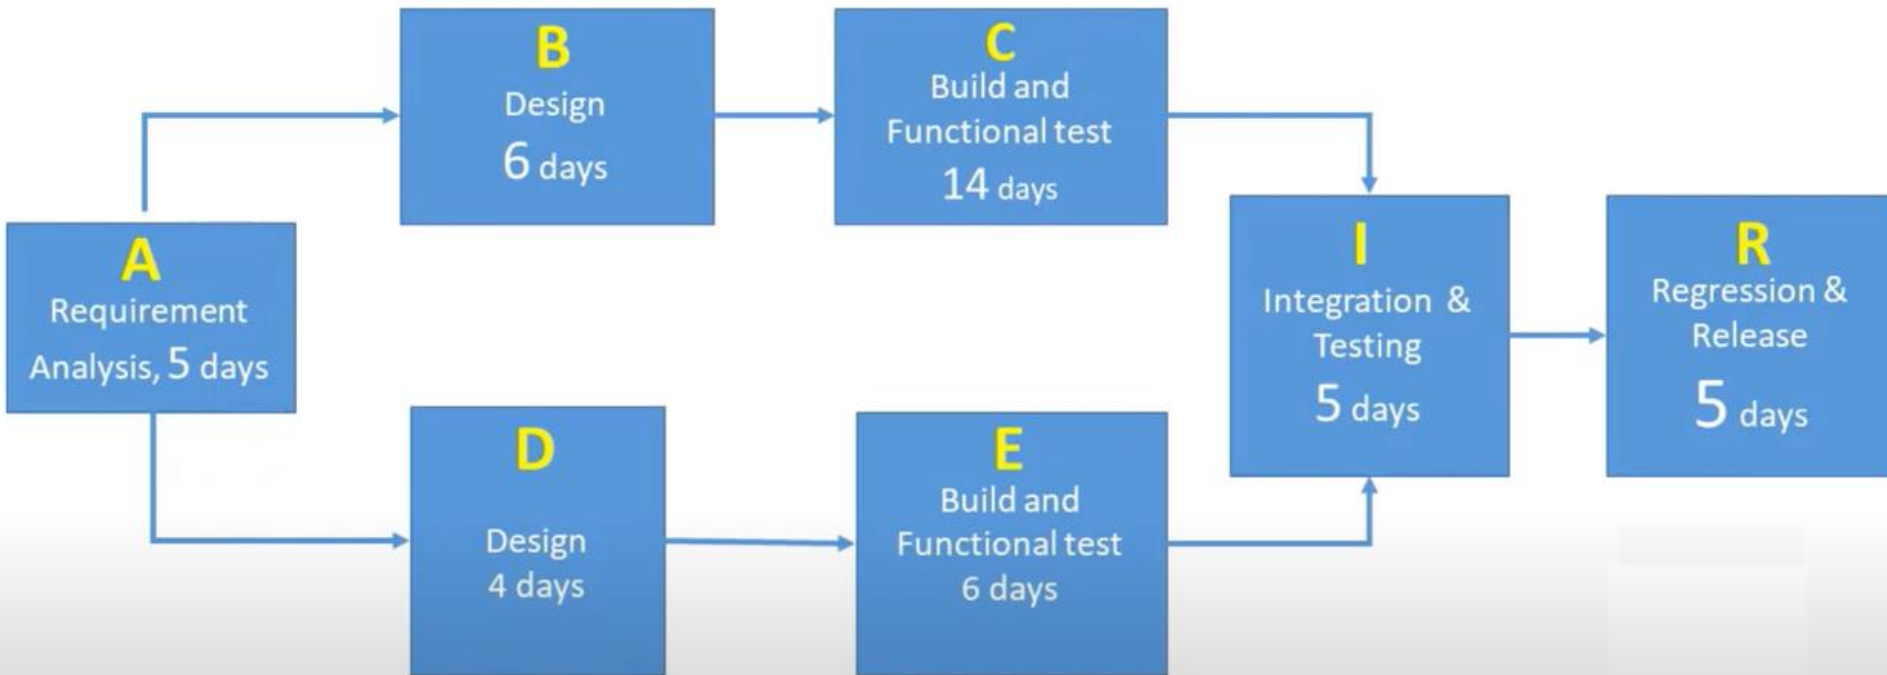 A
Requirement
Analysis, 5 days
B
Design
6 days
C
Build and
Functional test
14 days
D
Design
4 days
E
Build and
Functional test
6 days
I
Integration &
Testing
5 days
R
Regression &
Release
5 days